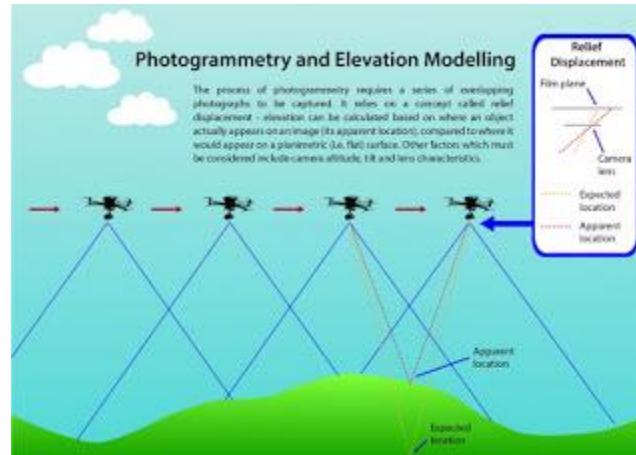 Photogrammetry and Elevation Modelling
The process of photogrammetry requires a series of overlapping
photographs to be captured. It relies on a concept called relief
displacement - elevation can be calculated based on where an object
actually appears on an image (its apparent location), compared to where it
would appear on a planimetric (i.e. flat) surface. Other factors which must
be considered include camera altitude, tilt and lens characteristics.
Relief
Displacement
Film plane
Camera
lens
Expected
location
Apparent
location
Apparent
location
Expected
location